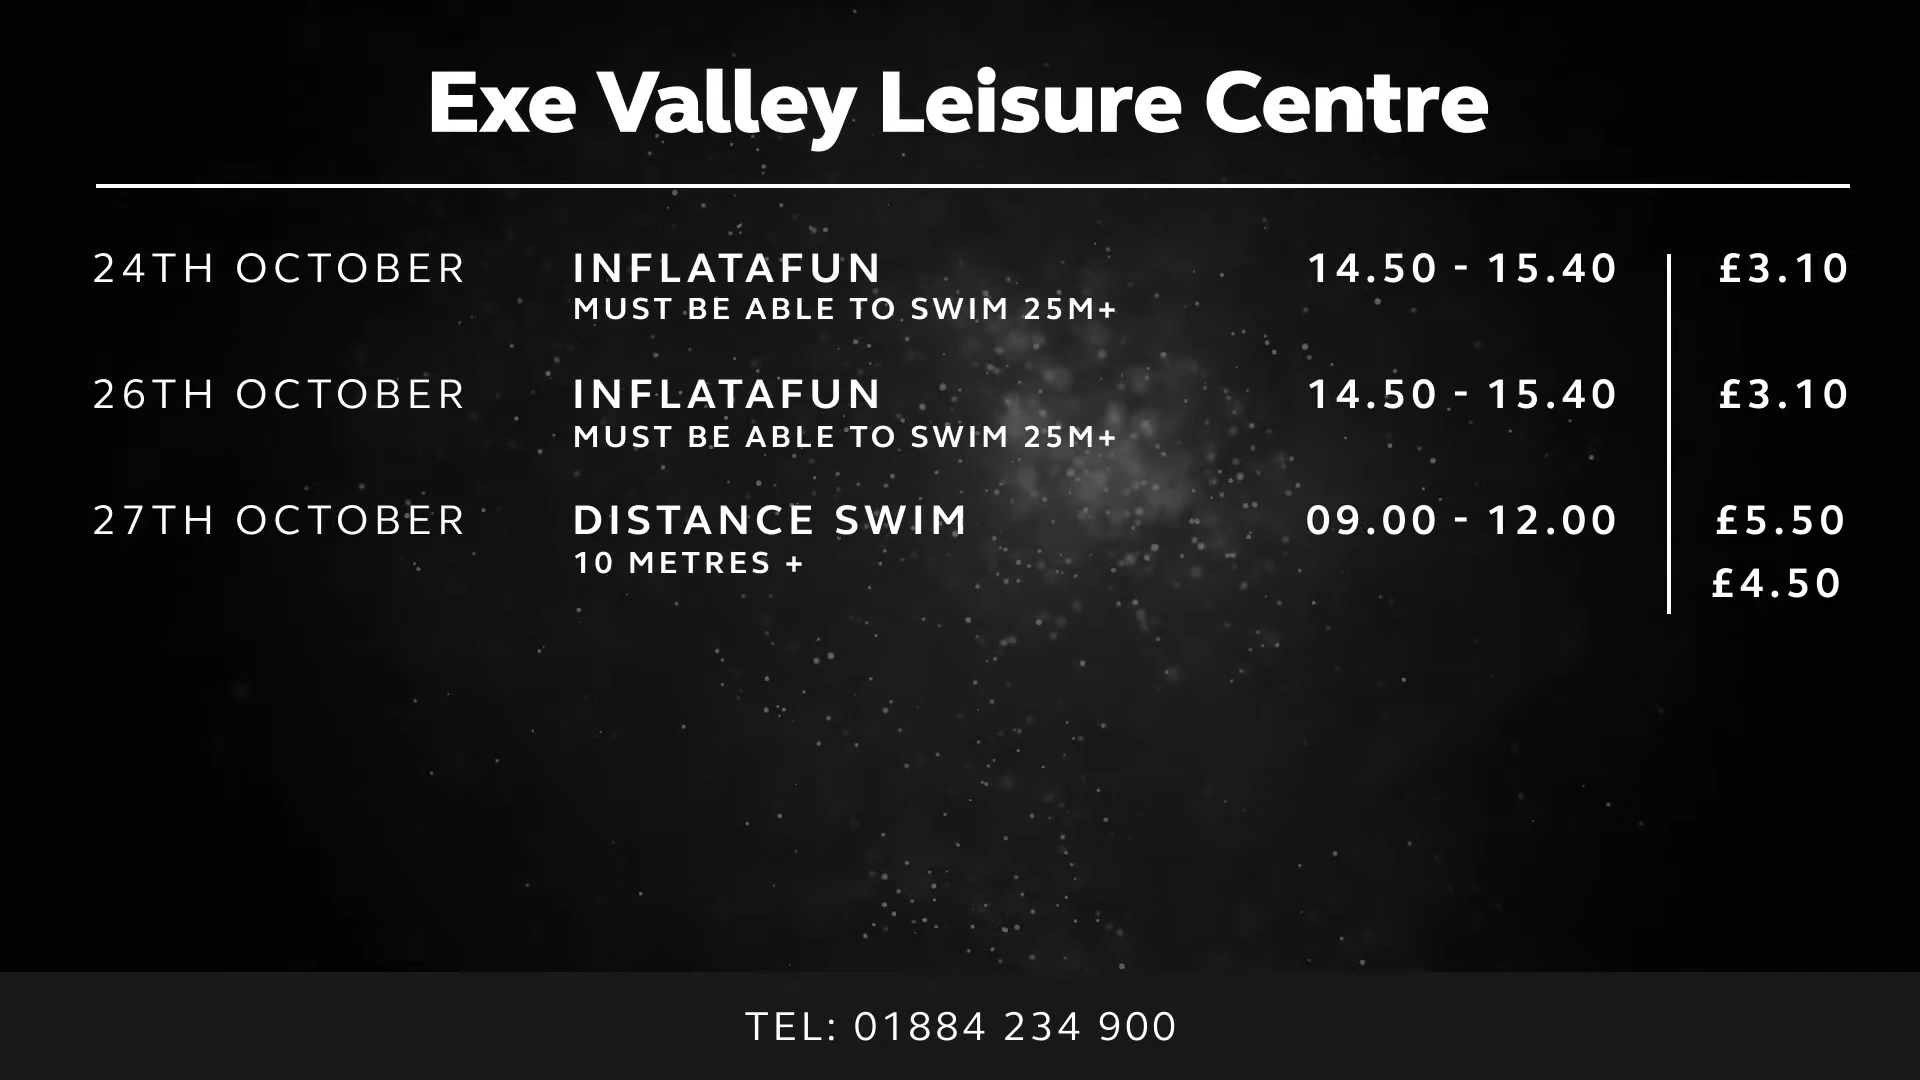 Exe Valley Leisure Centre
24TH OCTOBER INFLATAFUN 14.50 - 15.40 £3.10
MUST BE ABLE TO SWIM 25M+
26TH OCTOBER INFLATAFUN 14.50 - 15.40 £3.10
MUST BE ABLE TO SWIM 25M+
27TH OCTOBER DISTANCE SWIM 09.00 - 12.00 £5.50
10 METRES +
£4.50
TEL: 01884 234 900